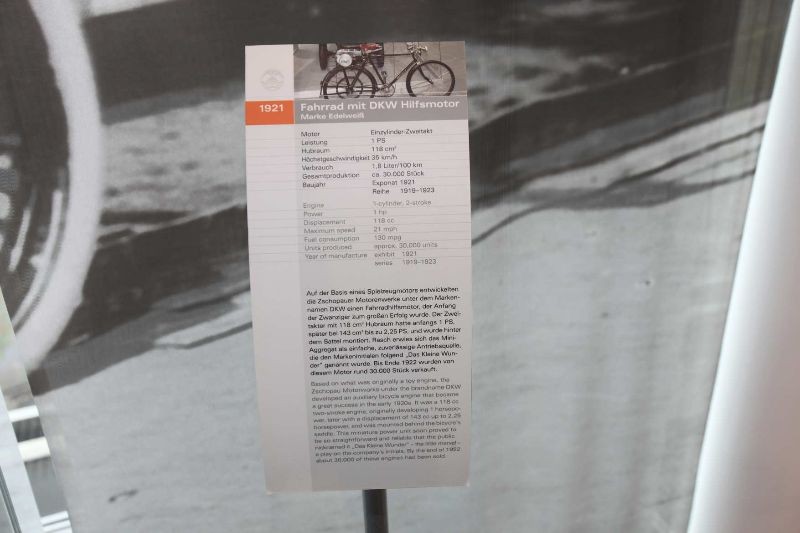 1921 Fahrrad mit DKW Hilfsmotor
Marke Edelweiß
Motor Einzylinder-Zweitakt
Leistung 1 PS
Hubraum 118 cm³
Höchstgeschwindigkeit 35 km/h
Verbrauch 1,8 Liter/100 km
Gesamtproduktion ca. 30.000 Stück
Baujahr Exponat 1921
Reihe 1919–1923
Engine 1-cylinder, 2-stroke
Power 1 hp
Displacement 118 cc
Maximum speed 21 mph
Fuel consumption 130 mpg
Units produced approx. 30,000 units
Year of manufacture exhibit 1921
series 1919–1923
Auf der Basis eines Spielzeugmotors entwickelten
die Zschopauer Motorenwerke unter dem Marken-
namen DKW einen Fahrradhilfsmotor, der Anfang
der Zwanziger zum großen Erfolg wurde. Der Zwei-
takter mit 118 cm³ Hubraum hatte anfangs 1 PS,
später bei 143 cm³ bis zu 2,25 PS, und wurde hinter
dem Sattel montiert. Rasch erwies sich das Mini-
Aggregat als einfache, zuverlässige Antriebsquelle,
die den Markeninitialen folgend „Das Kleine Wun-
der“ genannt wurde. Bis Ende 1922 wurden von
diesem Motor rund 30.000 Stück verkauft.
Based on what was originally a toy engine, the
Zschopau Motorworks under the brandname DKW
developed an auxiliary bicycle engine that became
a great success in the early 1920s. It was a 118 cc
two-stroke engine, originally developing 1 horsepo-
wer, later with a displacement of 143 cc up to 2.25
horsepower, and was mounted behind the bicycle's
saddle. This miniature power unit soon proved to
be so straightforward and reliable that the public
nicknamed it „Das Kleine Wunder“ – the little marvel –
a play on the company's initials. By the end of 1922
about 30,000 of these engines had been sold.